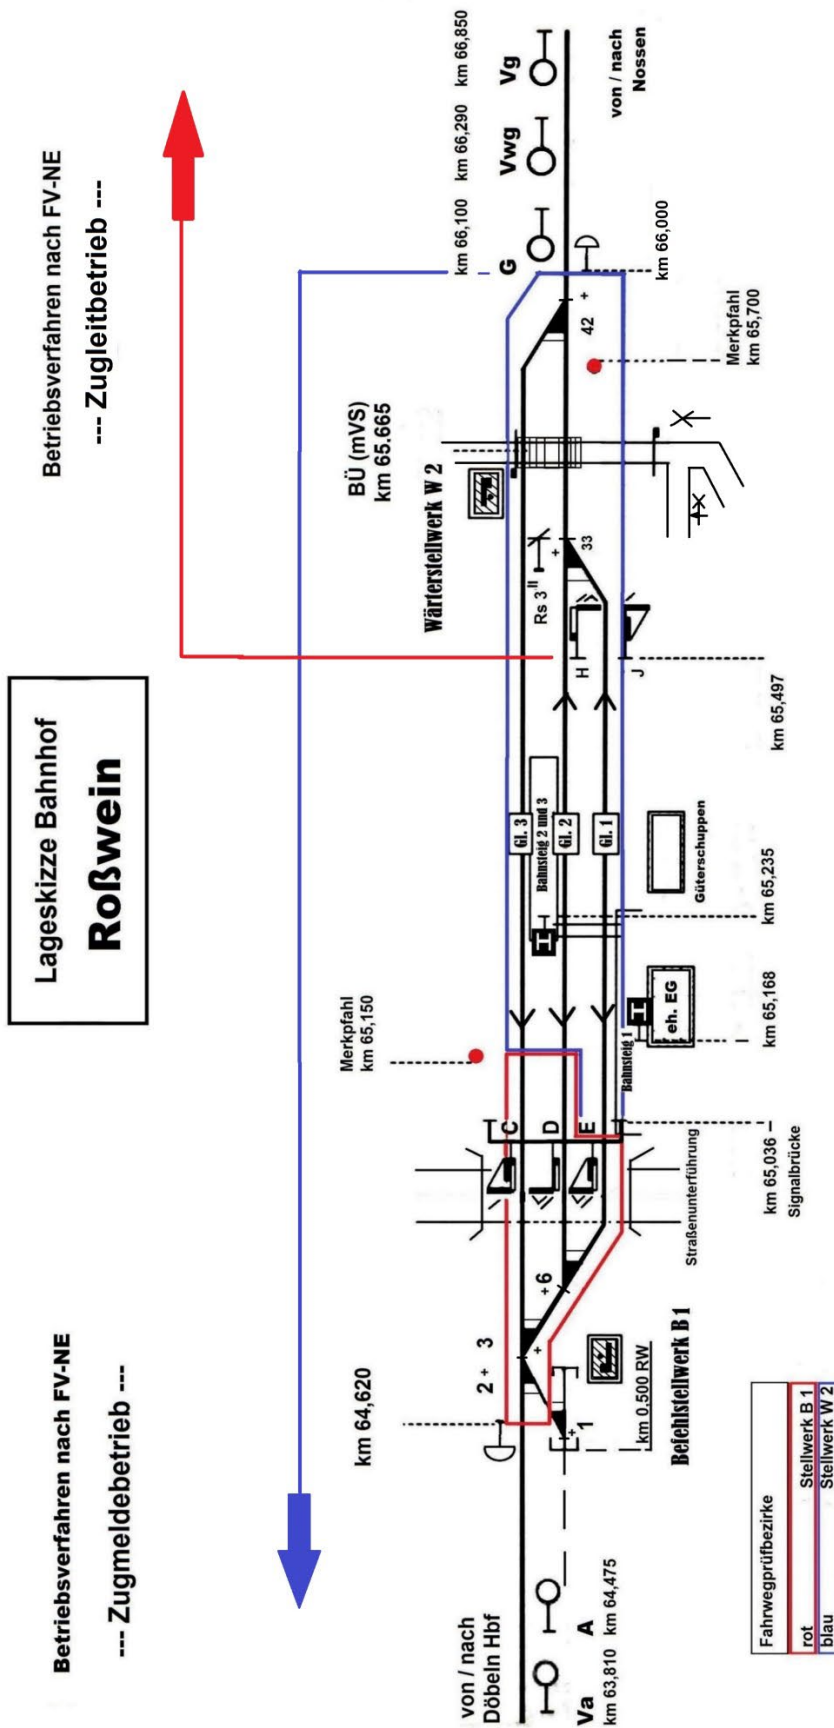 Lageskizze Bahnhof
Roßwein
Betriebsverfahren nach FV-NE
--- Zugmeldebetrieb ---
Betriebsverfahren nach FV-NE
--- Zugleitbetrieb ---
von / nach
Döbeln Hbf
Va
km 63,810
A
km 64,475
km 64,620
1
2
3
6
+
+
+
+
km 0.500 RW
Befehlstellwerk B 1
Straßenunterführung
C
D
E
km 65,036
Signalbrücke
Merkpfahl
km 65,150
Bahnsteig 1
H
eh. EG
km 65,168
H
km 65,235
Güterschuppen
Gl. 3
Bahnsteig 2 und 3
Gl. 2
Gl. 1
km 65,497
H
J
Rs 3 II
33
+
Wärterstellwerk W 2
BÜ (mVS)
km 65.665
Merkpfahl
km 65,700
42
+
km 66,000
G
km 66,100
Vwg
km 66,290
Vg
km 66,850
von / nach
Nossen
Fahrwegprüfbezirke
rot Stellwerk B 1
blau Stellwerk W 2